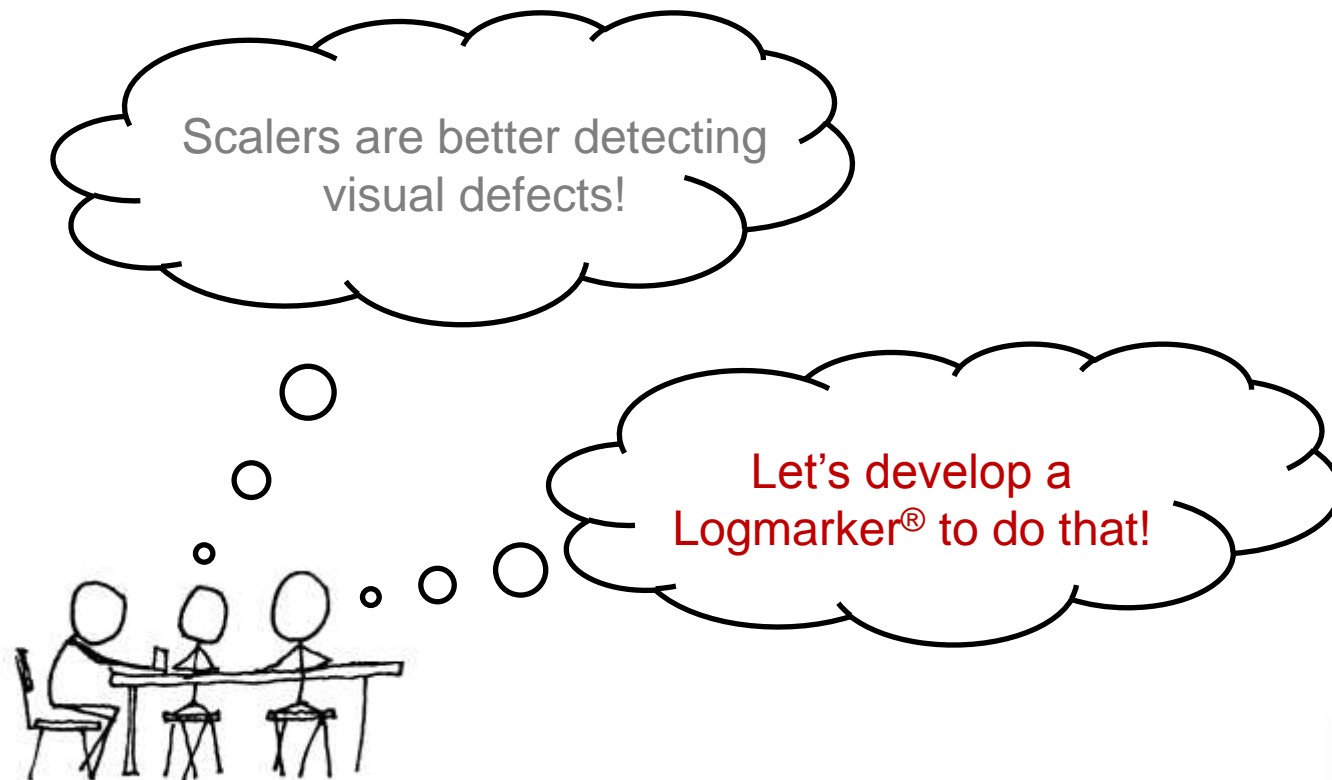 Scalers are better detecting
visual defects!
Let’s develop a
Logmarker® to do that!